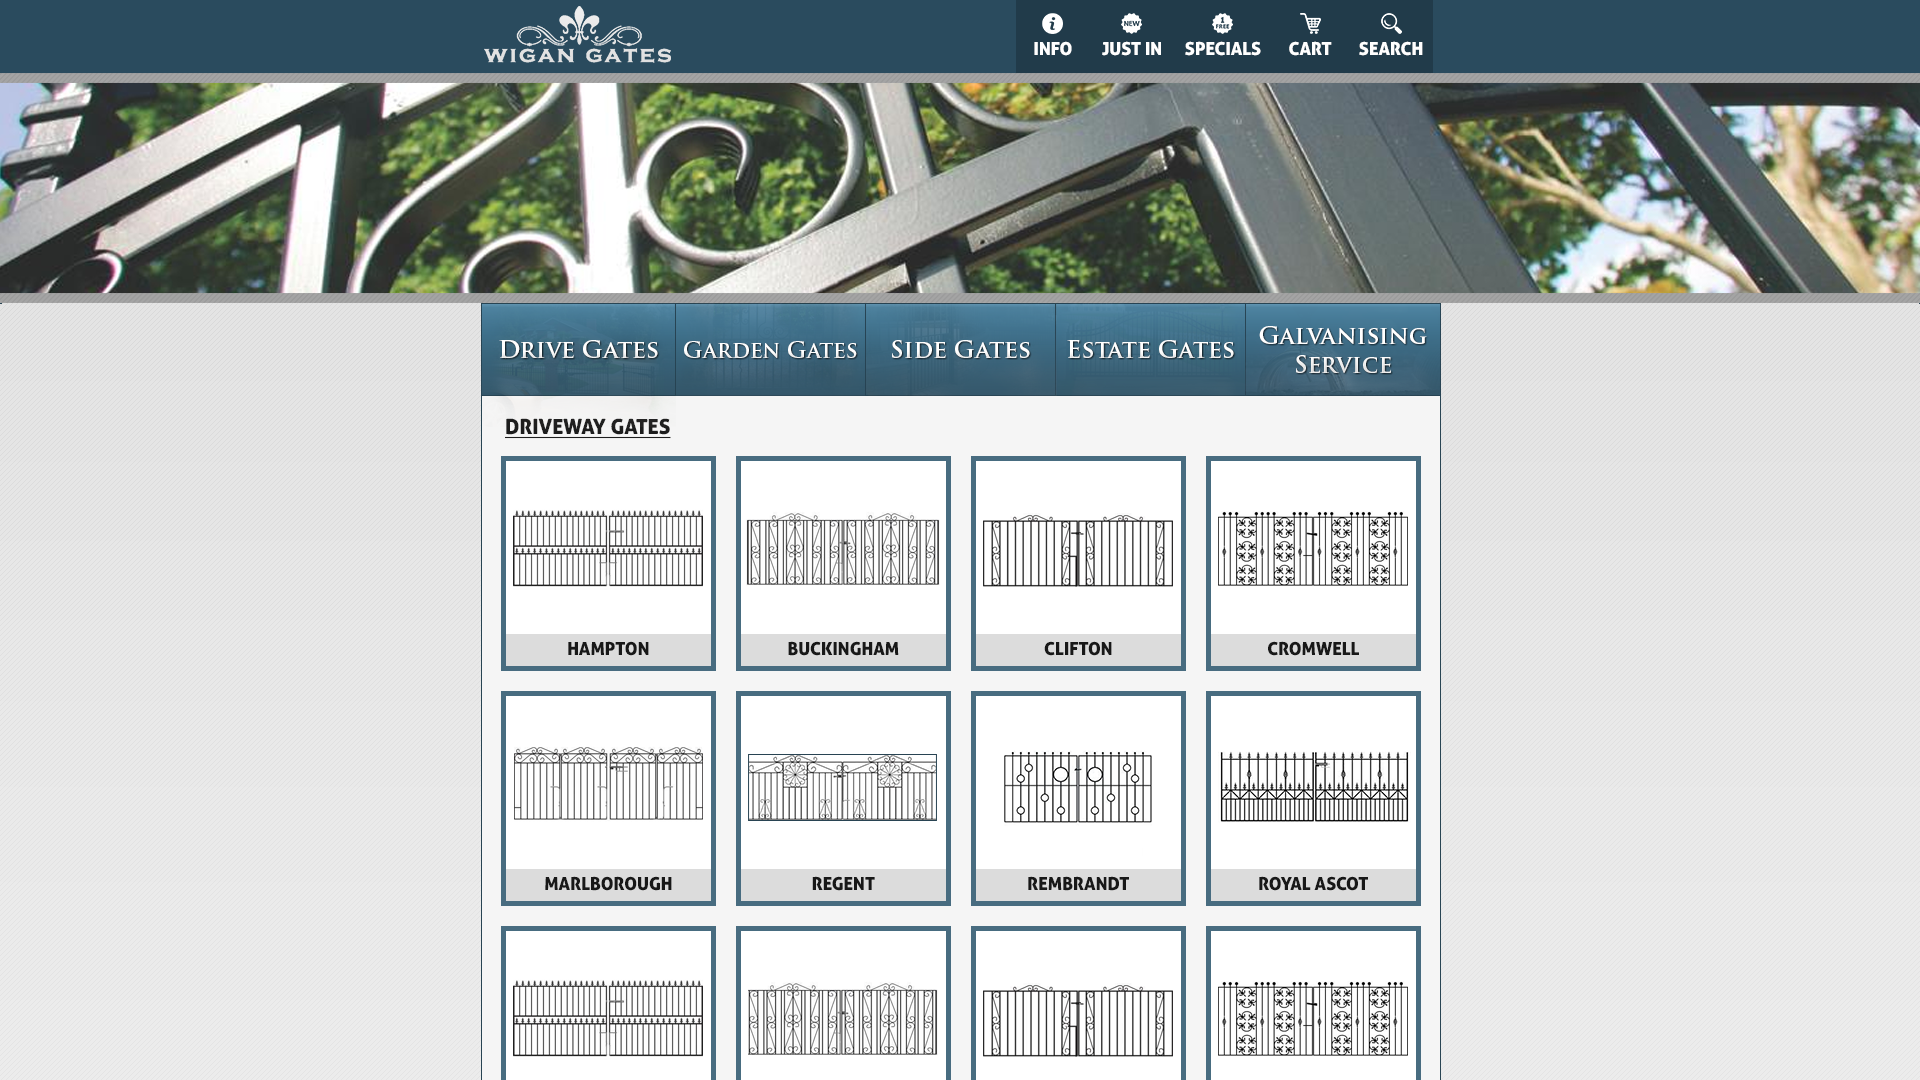 WIGAN GATES
INFO
NEW
JUST IN
1 FREE
SPECIALS
CART
SEARCH
DRIVE GATES
GARDEN GATES
SIDE GATES
ESTATE GATES
GALVANISING
SERVICE
DRIVEWAY GATES
HAMPTON
BUCKINGHAM
CLIFTON
CROMWELL
MARLBOROUGH
REGENT
REMBRANDT
ROYAL ASCOT